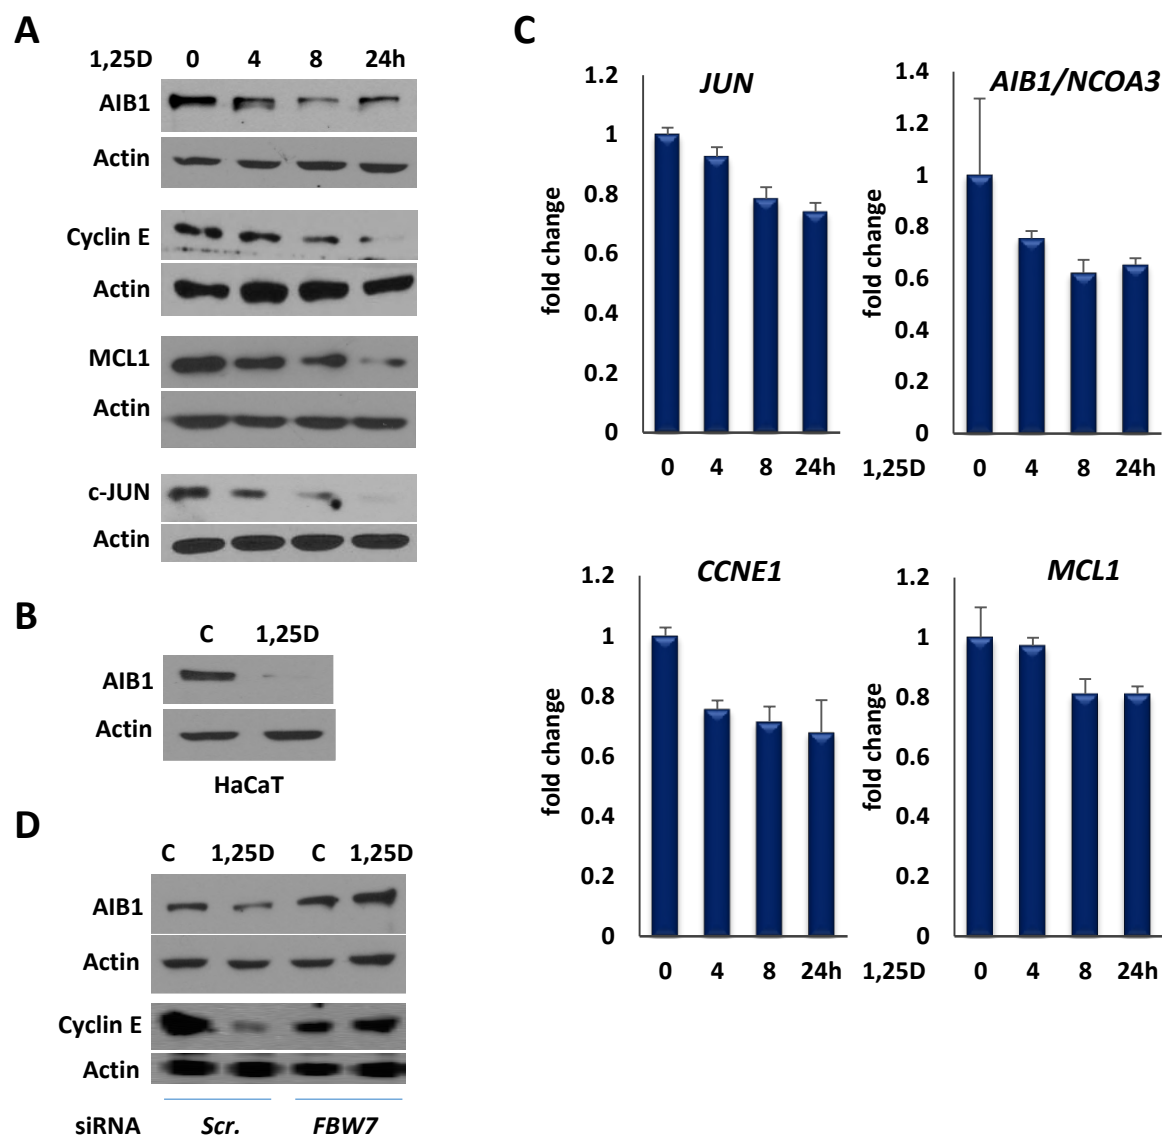 A
1,25D 0 4 8 24h
AIB1
Actin
Cyclin E
Actin
MCL1
Actin
c-JUN
Actin
B
C 1,25D
AIB1
Actin
HaCaT
D
C 1,25D C 1,25D
AIB1
Actin
Cyclin E
Actin
siRNA Scr. FBW7
C
JUN
fold change
1.2
1
0.8
0.6
0.4
0.2
0
0 4 8 24h
AIB1/NCOA3
fold change
1.4
1.2
1
0.8
0.6
0.4
0.2
0
1,25D 0 4 8 24h
CCNE1
fold change
1.2
1
0.8
0.6
0.4
0.2
0
0 4 8 24h
MCL1
fold change
1.2
1
0.8
0.6
0.4
0.2
0
1,25D 0 4 8 24h